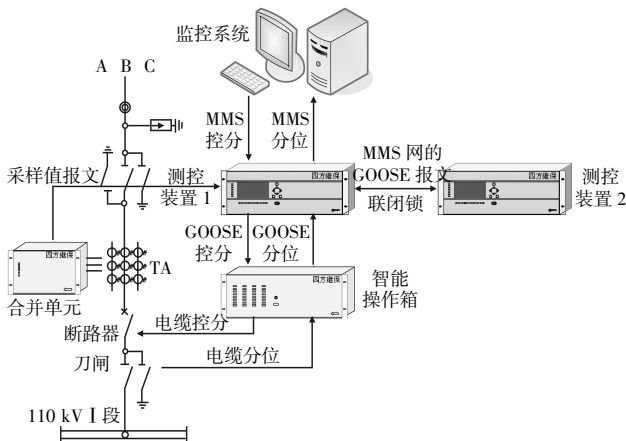 监控系统
A B C
MMS
控分
MMS
分位
采样值报文
测控
装置 1
四方继保
MMS 网的
GOOSE 报文
联闭锁
四方继保
测控
装置 2
GOOSE
控分
GOOSE
分位
四方继保
合并单元
TA
四方继保
智能
操作箱
断路器
电缆控分
刀闸
电缆分位
110 kV Ⅰ 段